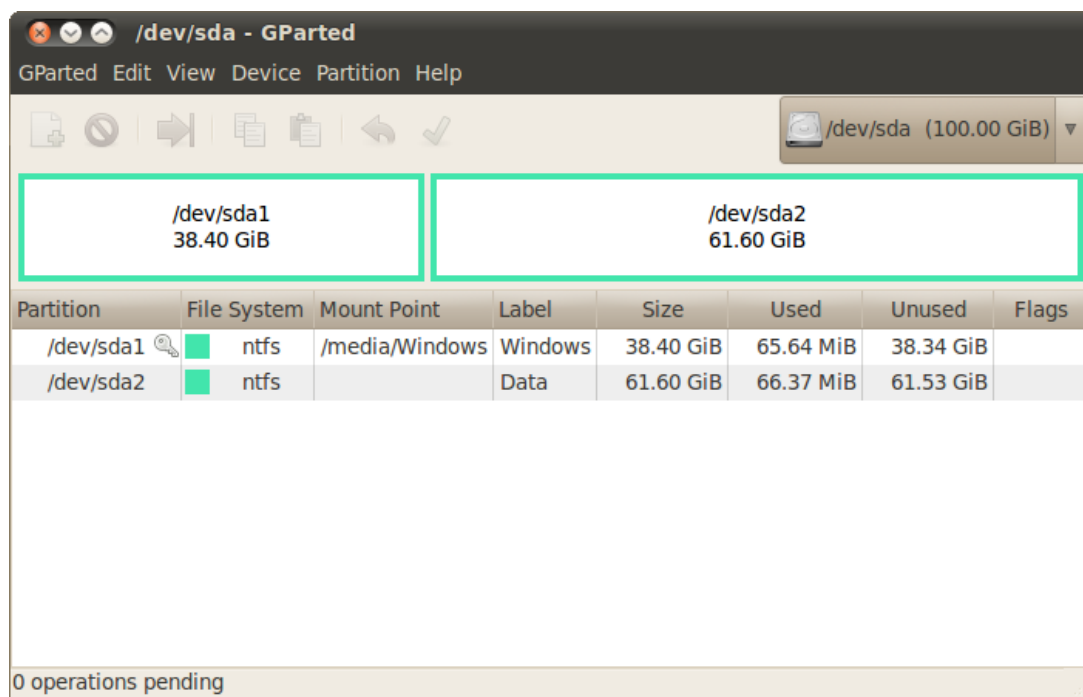 /dev/sda - GParted
GParted Edit View Device Partition Help
/dev/sda (100.00 GiB)
/dev/sda1 /dev/sda2
38.40 GiB 61.60 GiB
Partition File System Mount Point Label Size Used Unused Flags
/dev/sda1 ntfs /media/Windows Windows 38.40 GiB 65.64 MiB 38.34 GiB
/dev/sda2 ntfs Data 61.60 GiB 66.37 MiB 61.53 GiB
0 operations pending